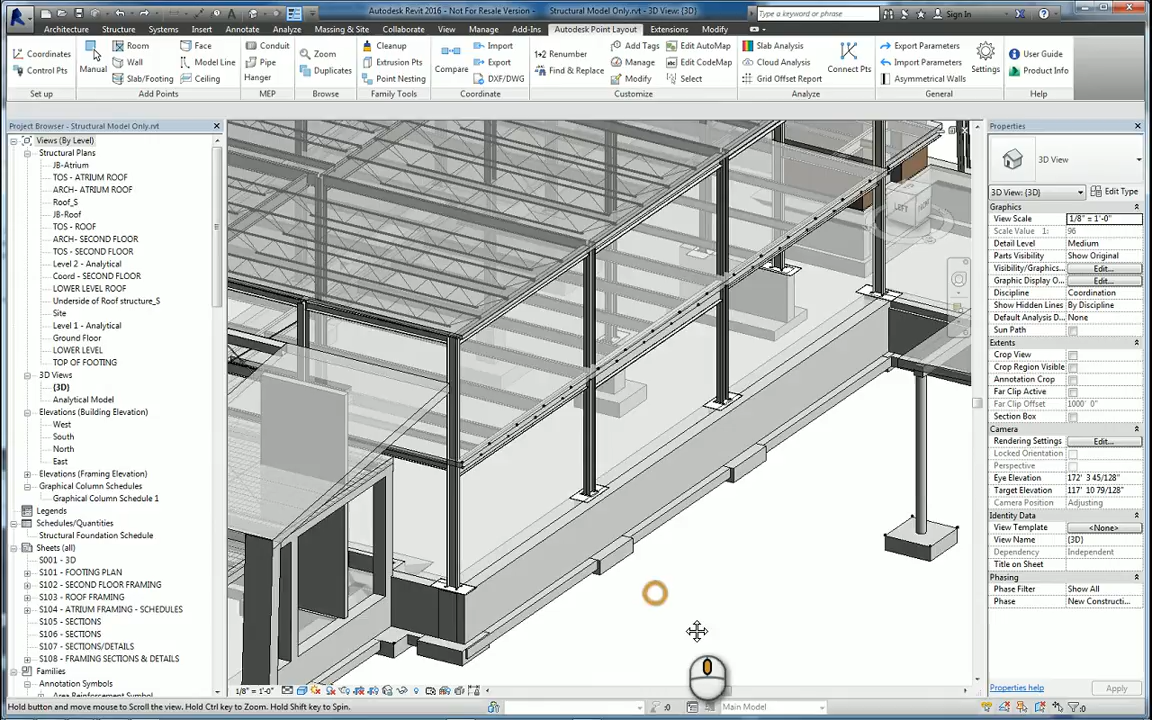 Autodesk Revit 2016 - Not For Resale Version - Structural Model Only.rvt - 3D View: {3D}
Type a keyword or phrase
Sign In
Architecture Structure Systems Insert Annotate Analyze Massing & Site Collaborate View Manage Add-Ins Autodesk Point Layout Extensions Modify
Coordinates
Control Pts
Set up
Manual
Room
Wall
Slab/Footing
Face
Model Line
Ceiling
Add Points
Conduit
Pipe
Hanger
MEP
Zoom
Duplicates
Browse
Cleanup
Extrusion Pts
Point Nesting
Family Tools
Compare
Import
Export
DXF/DWG
Coordinate
1•2 Renumber
Find & Replace
Add Tags
Manage
Modify
Edit AutoMap
Edit CodeMap
Select
Customize
Slab Analysis
Cloud Analysis
Grid Offset Report
Connect Pts
Analyze
Export Parameters
Import Parameters
Asymmetrical Walls
Settings
General
User Guide
Product Info
Help
Project Browser - Structural Model Only.rvt
Views (By Level)
Structural Plans
JB-Atrium
TOS - ATRIUM ROOF
ARCH- ATRIUM ROOF
Roof_S
JB-Roof
TOS - ROOF
ARCH- SECOND FLOOR
TOS - SECOND FLOOR
Level 2 - Analytical
Coord - SECOND FLOOR
LOWER LEVEL ROOF
Underside of Roof structure_S
Site
Level 1 - Analytical
Ground Floor
LOWER LEVEL
TOP OF FOOTING
3D Views
{3D}
Analytical Model
Elevations (Building Elevation)
West
South
North
East
Elevations (Framing Elevation)
Graphical Column Schedules
Graphical Column Schedule 1
Legends
Schedules/Quantities
Structural Foundation Schedule
Sheets (all)
S001 - 3D
S101 - FOOTING PLAN
S102 - SECOND FLOOR FRAMING
S103 - ROOF FRAMING
S104 - ATRIUM FRAMING - SCHEDULES
S105 - SECTIONS
S106 - SECTIONS
S107 - SECTIONS/DETAILS
S108 - FRAMING SECTIONS & DETAILS
Families
Annotation Symbols
Area Reinforcement Symbol
LEFT
Properties
3D View
3D View: {3D}
Edit Type
Graphics
View Scale 1/8" = 1'-0"
Scale Value 1: 96
Detail Level Medium
Parts Visibility Show Original
Visibility/Graphics... Edit...
Graphic Display O... Edit...
Discipline Coordination
Show Hidden Lines By Discipline
Default Analysis D... None
Sun Path
Extents
Crop View
Crop Region Visible
Annotation Crop
Far Clip Active
Far Clip Offset 1000' 0"
Section Box
Camera
Rendering Settings Edit...
Locked Orientation
Perspective
Eye Elevation 172' 3 45/128"
Target Elevation 117' 10 79/128"
Camera Position Adjusting
Identity Data
View Template <None>
View Name {3D}
Dependency Independent
Title on Sheet
Phasing
Phase Filter Show All
Phase New Constructi...
Properties help
Apply
1/8" = 1'-0"
Hold button and move mouse to Scroll the view. Hold Ctrl key to Zoom. Hold Shift key to Spin.
:0
Main Model
:0